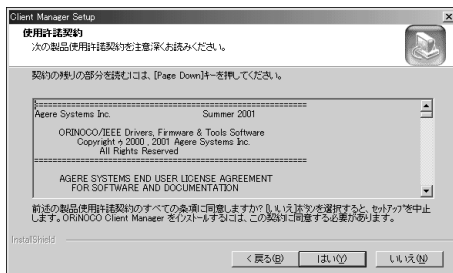 Client Manager Setup
使用許諾契約
次の製品使用許諾契約を注意深くお読みください。
契約の残りの部分を読むには、[Page Down]キーを押してください。
============================================================
Agere Systems Inc. Summer 2001
ORiNOCO/IEEE Drivers, Firmware & Tools Software
Copyright ｩ 2000 , 2001 Agere Systems Inc.
All Rights Reserved
============================================================
AGERE SYSTEMS END USER LICENSE AGREEMENT
FOR SOFTWARE AND DOCUMENTATION
前述の製品使用許諾契約のすべての条項に同意しますか? [いいえ]ボタンを選択すると、セットアップを中止
します。ORiNOCO Client Manager をインストールするには、この契約に同意する必要があります。
InstallShield
< 戻る(B)
はい(Y)
いいえ(N)